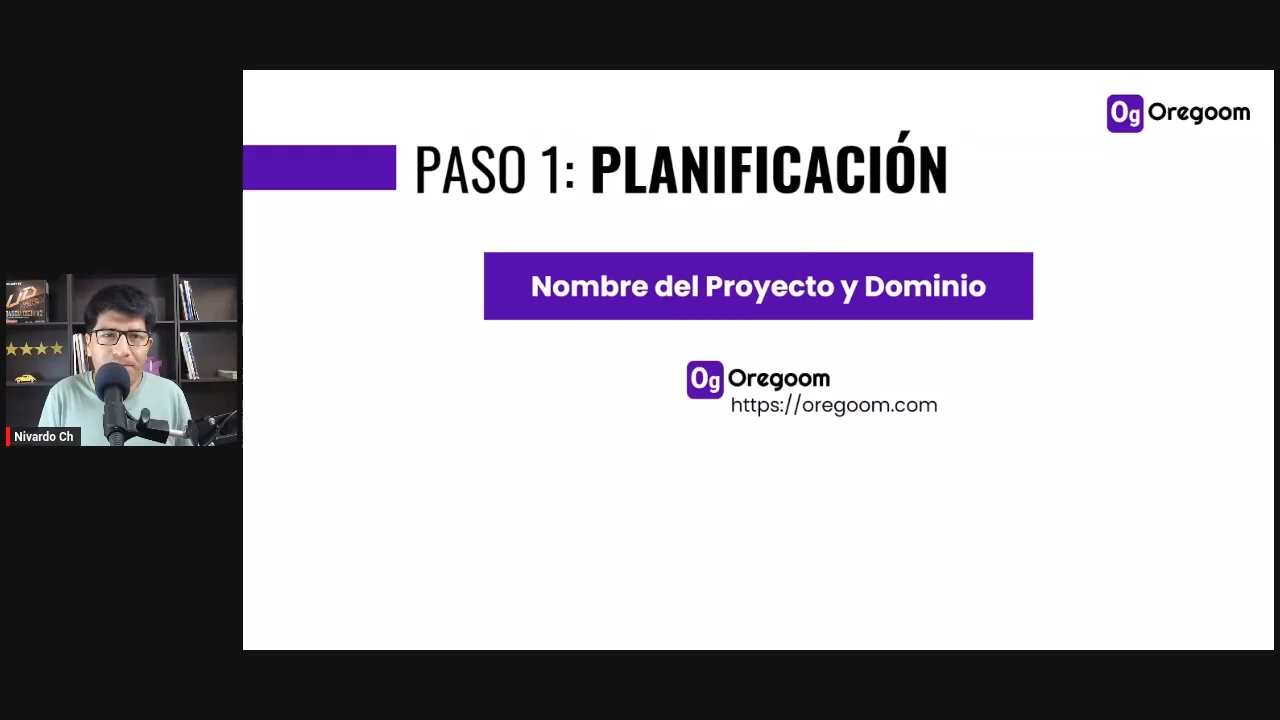 Og Oregoom
PASO 1: PLANIFICACIÓN
Nombre del Proyecto y Dominio
Og Oregoom
https://oregoom.com
Nivardo Ch